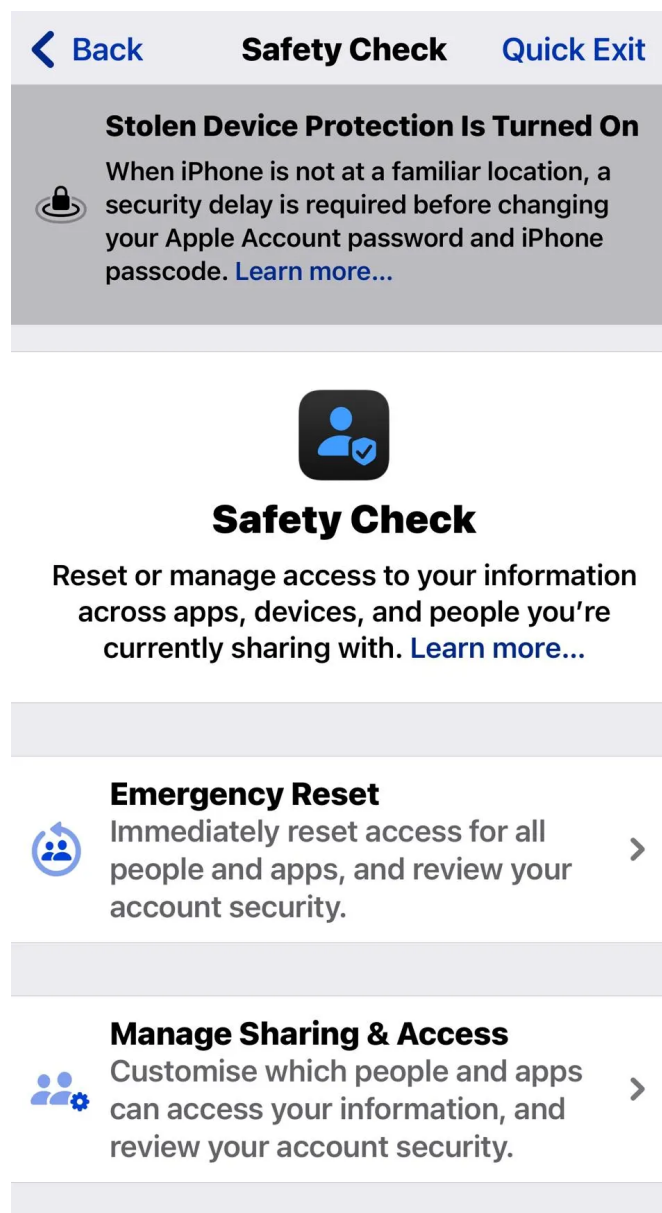 Back Safety Check Quick Exit
Stolen Device Protection Is Turned On
When iPhone is not at a familiar location, a
security delay is required before changing
your Apple Account password and iPhone
passcode. Learn more...
Safety Check
Reset or manage access to your information
across apps, devices, and people you’re
currently sharing with. Learn more...
Emergency Reset
Immediately reset access for all
people and apps, and review your
account security.
Manage Sharing & Access
Customise which people and apps
can access your information, and
review your account security.